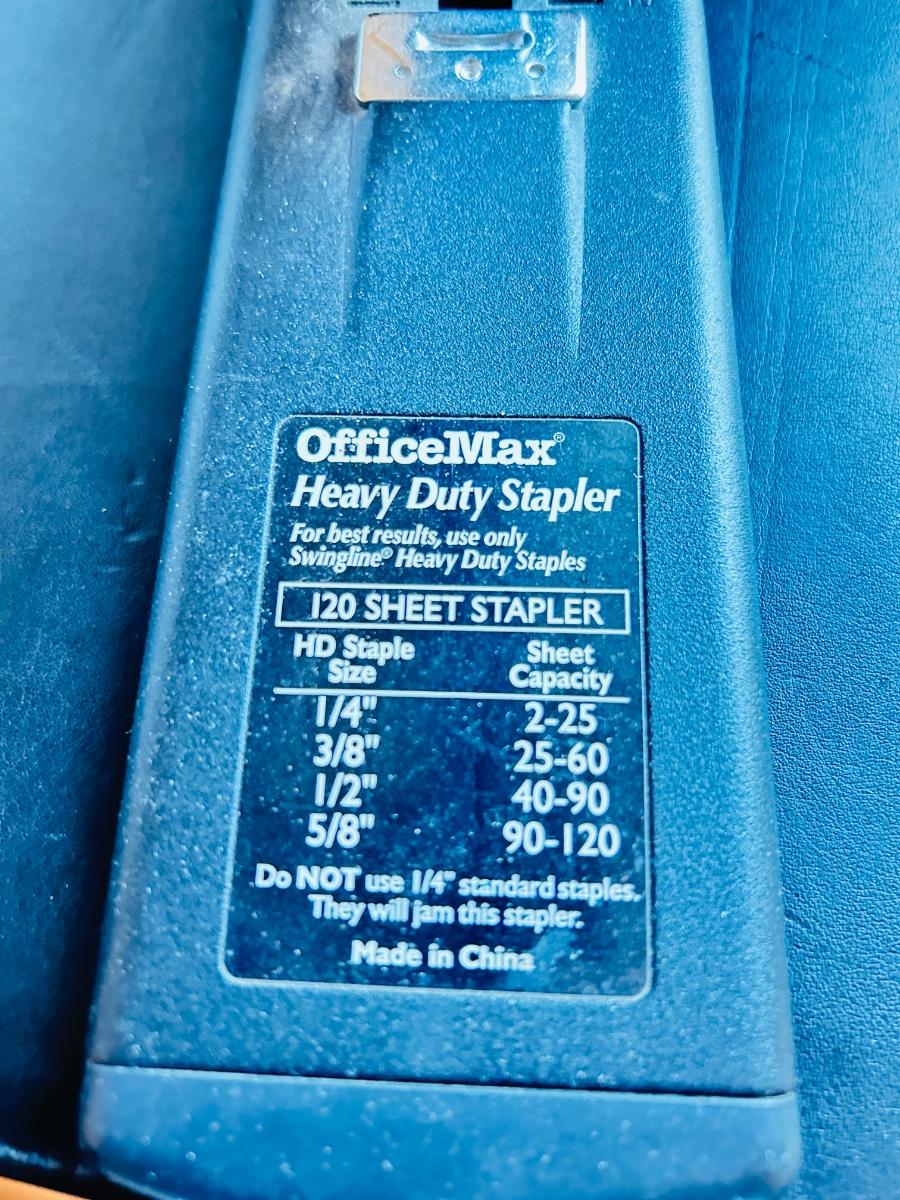 OfficeMax®
Heavy Duty Stapler
For best results, use only
Swingline® Heavy Duty Staples
120 SHEET STAPLER
HD Staple Size
Sheet Capacity
1/4" 2-25
3/8" 25-60
1/2" 40-90
5/8" 90-120
Do NOT use 1/4" standard staples.
They will jam this stapler.
Made in China